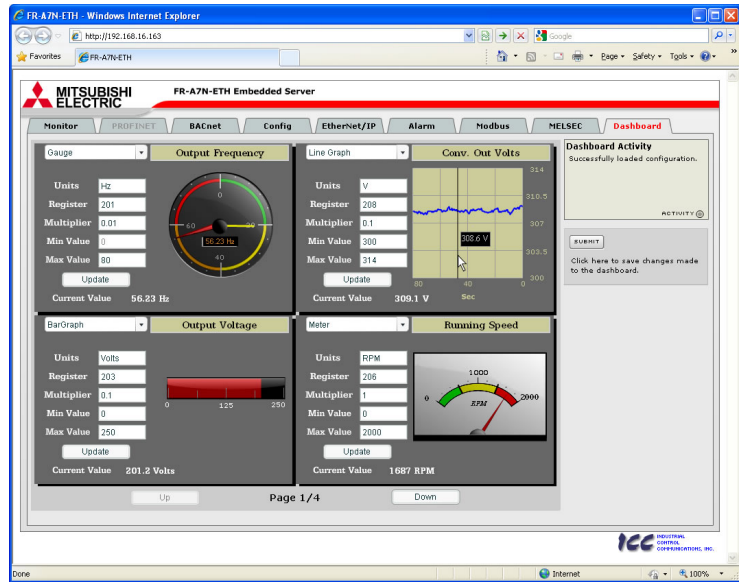 FR-A7N-ETH - Windows Internet Explorer
http://192.168.16.163
Google
Favorites
FR-A7N-ETH
Page
Safety
Tools
MITSUBISHI
ELECTRIC
FR-A7N-ETH Embedded Server
Monitor
PROFINET
BACnet
Config
EtherNet/IP
Alarm
Modbus
MELSEC
Dashboard
Gauge
Output Frequency
Units Hz
Register 201
Multiplier 0.01
Min Value 0
Max Value 80
Update
Current Value 56.23 Hz
0
20
40
60
56.23 Hz
Line Graph
Conv. Out Volts
Units V
Register 208
Multiplier 0.1
Min Value 300
Max Value 314
Update
Current Value 309.1 V
314
310.5
307
303.5
300
308.6 V
80 40 0
Sec
BarGraph
Output Voltage
Units Volts
Register 203
Multiplier 0.1
Min Value 0
Max Value 250
Update
Current Value 201.2 Volts
0 125 250
Meter
Running Speed
Units RPM
Register 206
Multiplier 1
Min Value 0
Max Value 2000
Update
Current Value 1687 RPM
0 1000 2000
RPM
Up
Page 1/4
Down
Dashboard Activity
Successfully loaded configuration.
ACTIVITY
SUBMIT
Click here to save changes made
to the dashboard.
ICC
INDUSTRIAL
CONTROL
COMMUNICATIONS, INC.
Done
Internet
100%